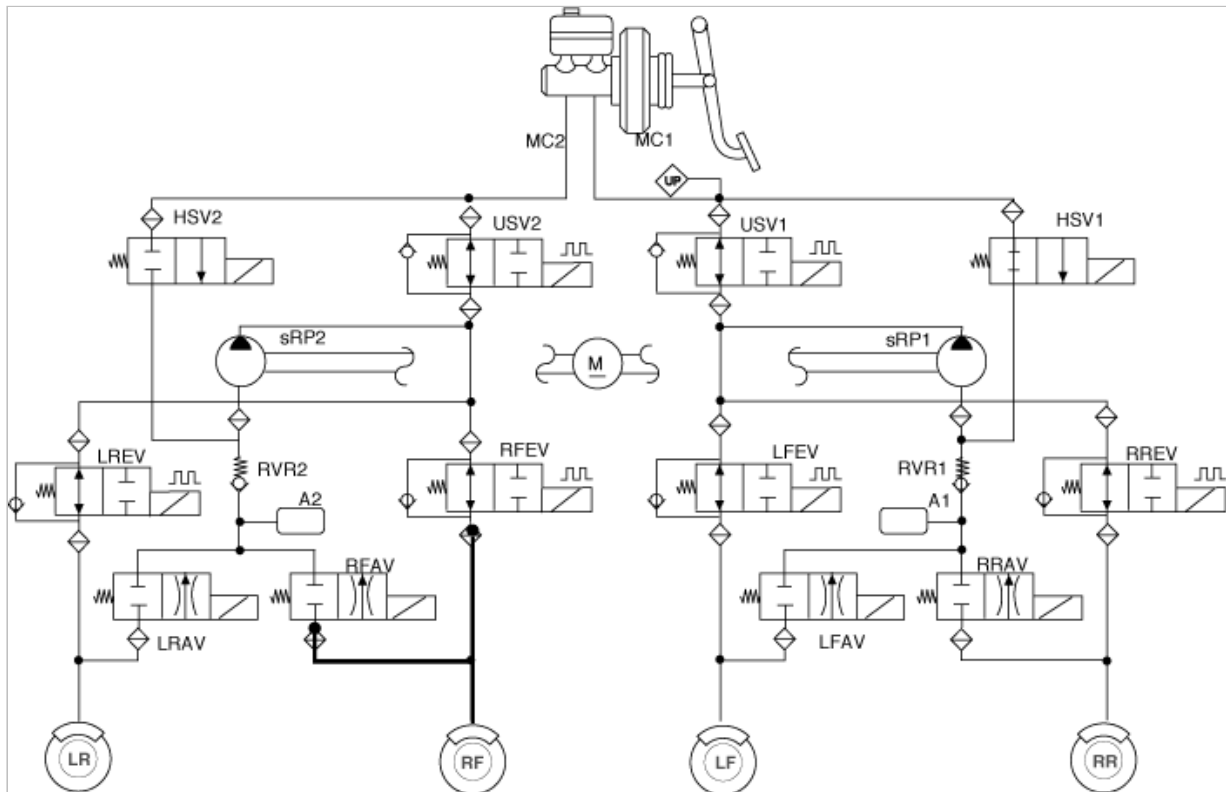 MC2
MC1
UP
HSV2
USV2
USV1
HSV1
sRP2
M
sRP1
LREV
RVR2
RFEV
LFEV
RVR1
RREV
A2
A1
RFAV
RRAV
LRAV
LFAV
LR
RF
LF
RR